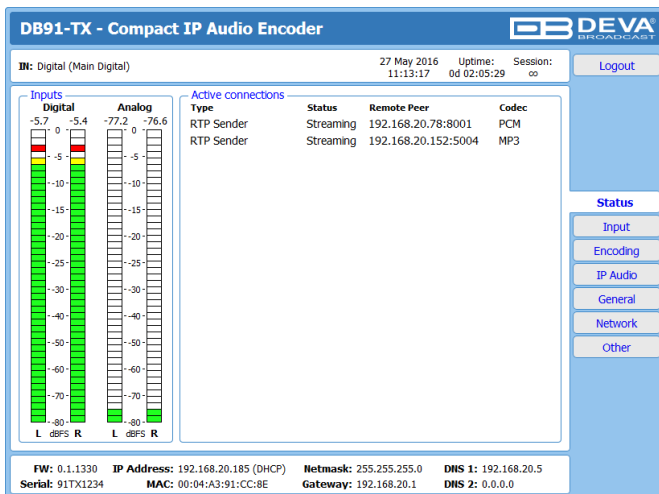 DB91-TX - Compact IP Audio Encoder
DEVA
BROADCAST
IN: Digital (Main Digital)
27 May 2016 Uptime: Session:
11:13:17 0d 02:05:29 ∞
Logout
Inputs
Digital Analog
-5.7 -5.4 -77.2 -76.6
0 0
-5 -5
-10 -10
-15 -15
-20 -20
-25 -25
-30 -30
-40 -40
-50 -50
-60 -60
-70 -70
-80 -80
L dBFS R L dBFS R
Active connections
Type Status Remote Peer Codec
RTP Sender Streaming 192.168.20.78:8001 PCM
RTP Sender Streaming 192.168.20.152:5004 MP3
Status
Input
Encoding
IP Audio
General
Network
Other
FW: 0.1.1330 IP Address: 192.168.20.185 (DHCP) Netmask: 255.255.255.0 DNS 1: 192.168.20.5
Serial: 91TX1234 MAC: 00:04:A3:91:CC:8E Gateway: 192.168.20.1 DNS 2: 0.0.0.0